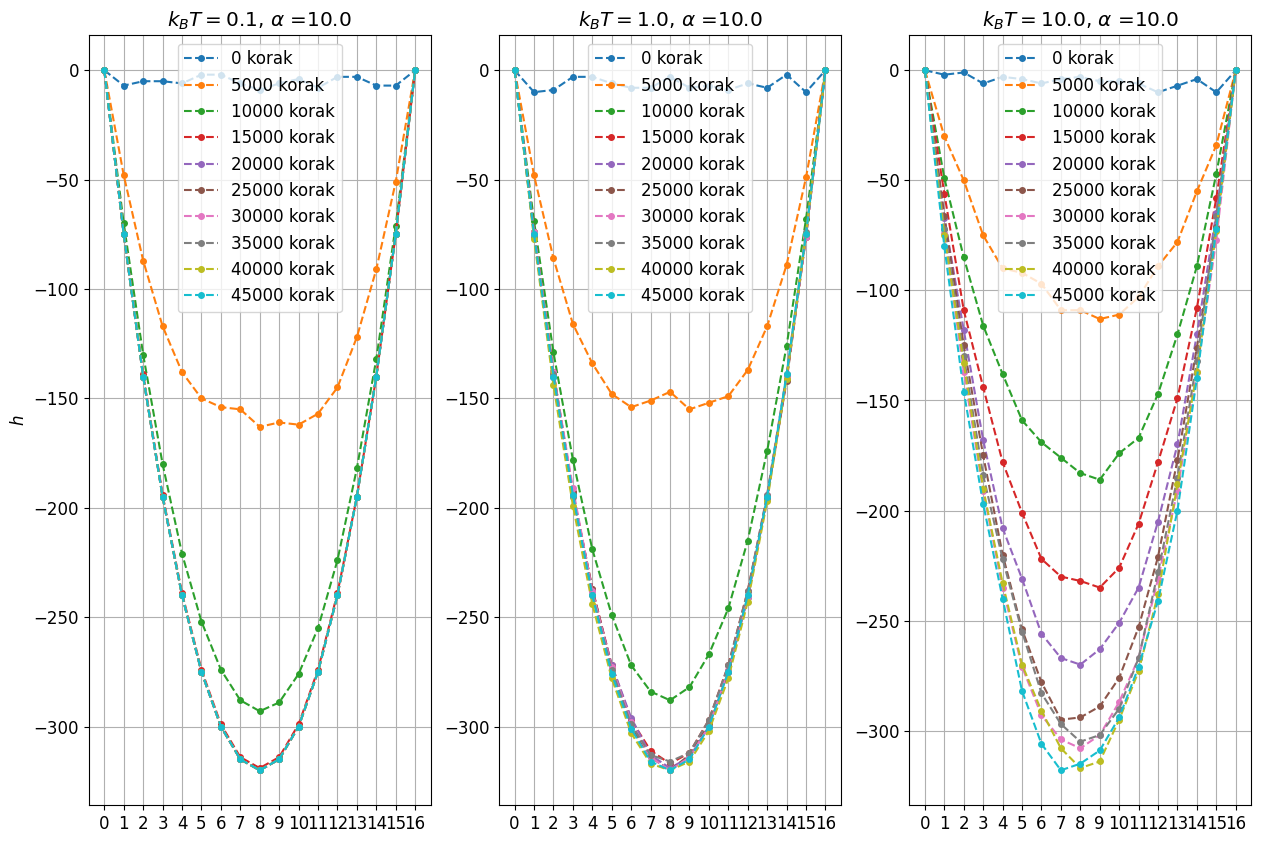 k_BT = 0.1, α =10.0
0
−50
−100
−150
−200
−250
−300
h
0 korak
5000 korak
10000 korak
15000 korak
20000 korak
25000 korak
30000 korak
35000 korak
40000 korak
45000 korak
0 1 2 3 4 5 6 7 8 9 10 11 12 13 14 15 16
k_BT = 1.0, α =10.0
0
−50
−100
−150
−200
−250
−300
0 korak
5000 korak
10000 korak
15000 korak
20000 korak
25000 korak
30000 korak
35000 korak
40000 korak
45000 korak
0 1 2 3 4 5 6 7 8 9 10 11 12 13 14 15 16
k_BT = 10.0, α =10.0
0
−50
−100
−150
−200
−250
−300
0 korak
5000 korak
10000 korak
15000 korak
20000 korak
25000 korak
30000 korak
35000 korak
40000 korak
45000 korak
0 1 2 3 4 5 6 7 8 9 10 11 12 13 14 15 16